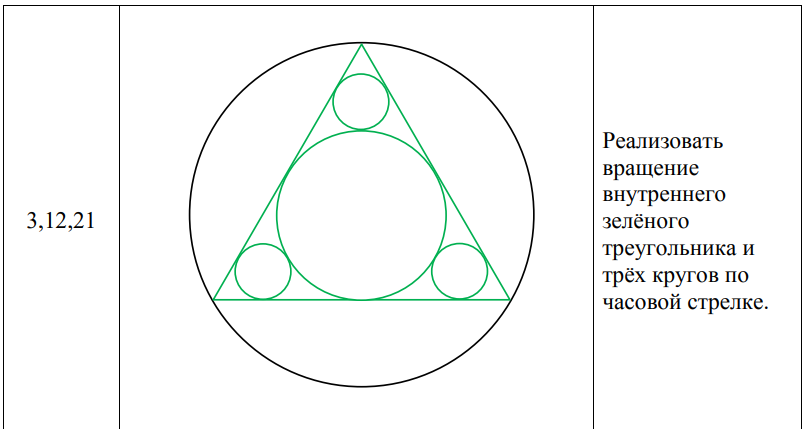 3,12,21
Реализовать
вращение
внутреннего
зелёного
треугольника и
трёх кругов по
часовой стрелке.